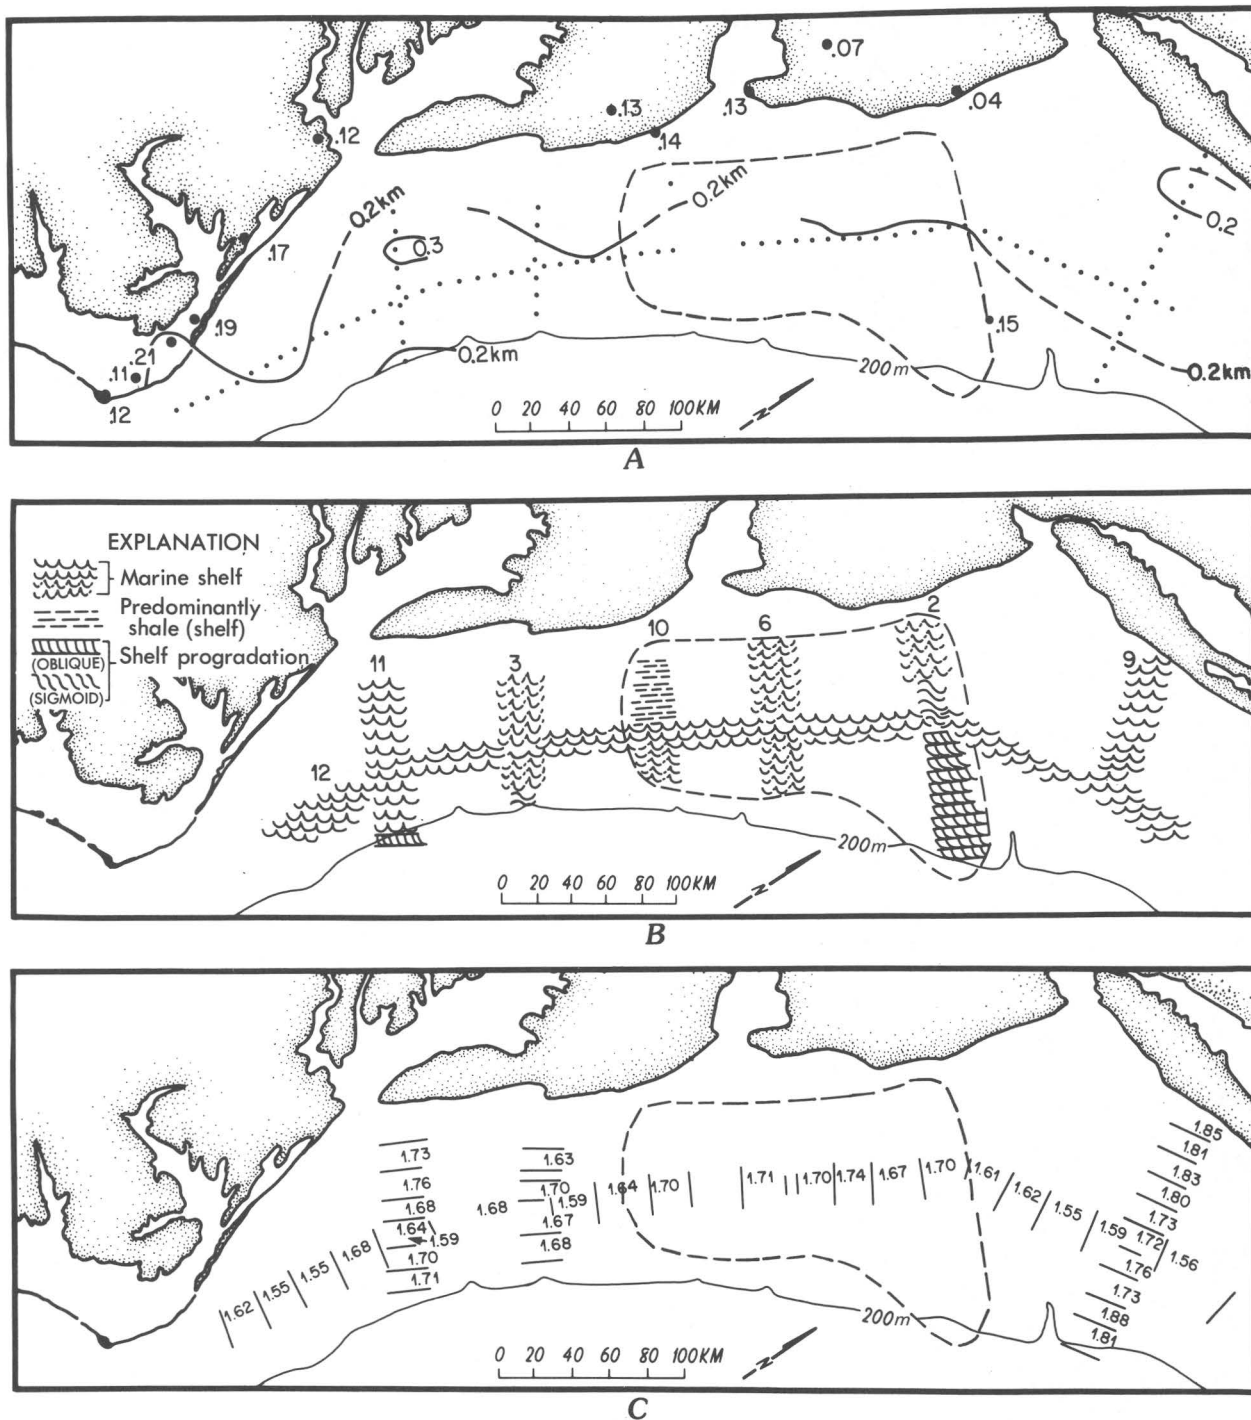 .07
.13
.13
.04
.12
.14
0.2km
0.2km
0.2
.17
0.3
.19
.15
.21
0.2km
.11
200m
0.2km
.12
0 20 40 60 80 100KM
N
A
EXPLANATION
Marine shelf
Predominantly
shale (shelf)
(OBLIQUE)
Shelf progradation
(SIGMOID)
2
6
10
11
3
9
12
200m
0 20 40 60 80 100KM
N
B
1.85
1.73
1.63
1.81
1.76
1.64
1.70
1.71
1.70
1.74
1.67
1.70
1.61
1.83
1.68
1.68
1.70
1.59
1.62
1.80
1.64
1.59
1.67
1.55
1.73
1.68
1.70
1.68
1.59
1.72
1.56
1.55
1.71
1.76
1.55
1.73
1.62
1.88
200m
1.81
0 20 40 60 80 100KM
N
C